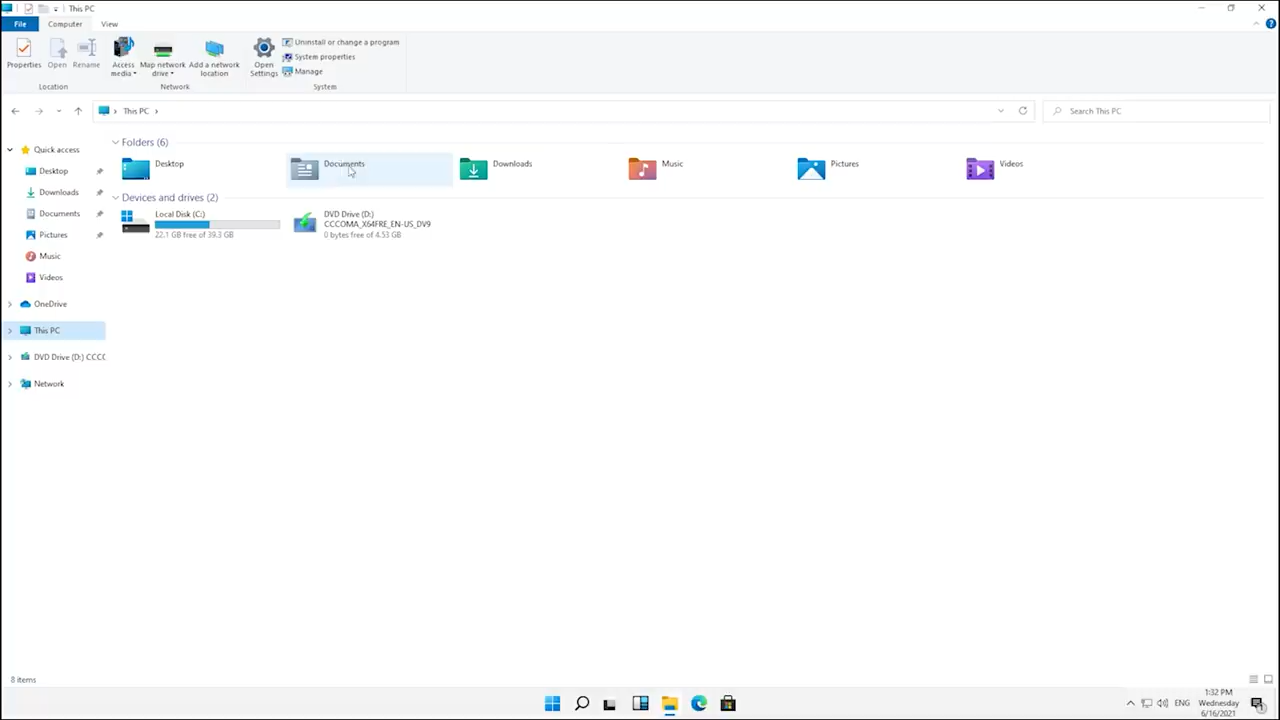 This PC
File
Computer
View
Properties
Open
Rename
Access
media
Map network
drive
Add a network
location
Open
Settings
Uninstall or change a program
System properties
Manage
Location
Network
System
This PC
Search This PC
Quick access
Desktop
Downloads
Documents
Pictures
Music
Videos
OneDrive
This PC
DVD Drive (D:) CCC
Network
Folders (6)
Desktop
Documents
Downloads
Music
Pictures
Videos
Devices and drives (2)
Local Disk (C:)
22.1 GB free of 39.3 GB
DVD Drive (D:)
CCCOMA_X64FRE_EN-US_DV9
0 bytes free of 4.53 GB
8 items
ENG
1:32 PM
Wednesday
6/16/2021